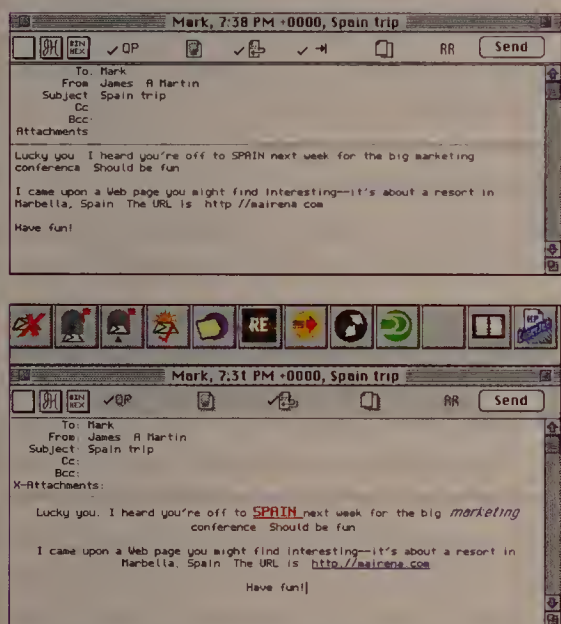 Mark, 7:38 PM +0000, Spain trip
BIN HEX QP RR Send
To: Mark
From James A Martin
Subject Spain trip
Cc
Bcc
Attachments
Lucky you I heard you're off to SPAIN next week for the big marketing
conference Should be fun
I came upon a Web page you might find interesting--it's about a resort in
Marbella, Spain The URL is http //mairena com
Have fun!
RE
Mark, 7:31 PM +0000, Spain trip
BIN HEX QP RR Send
To: Mark
From: James A Martin
Subject: Spain trip
Cc:
Bcc:
X-Attachments:
Lucky you. I heard you're off to SPAIN next week for the big marketing
conference Should be fun
I came upon a Web page you might find interesting--it's about a resort in
Marbella, Spain The URL is http://mairena.com
Have fun!